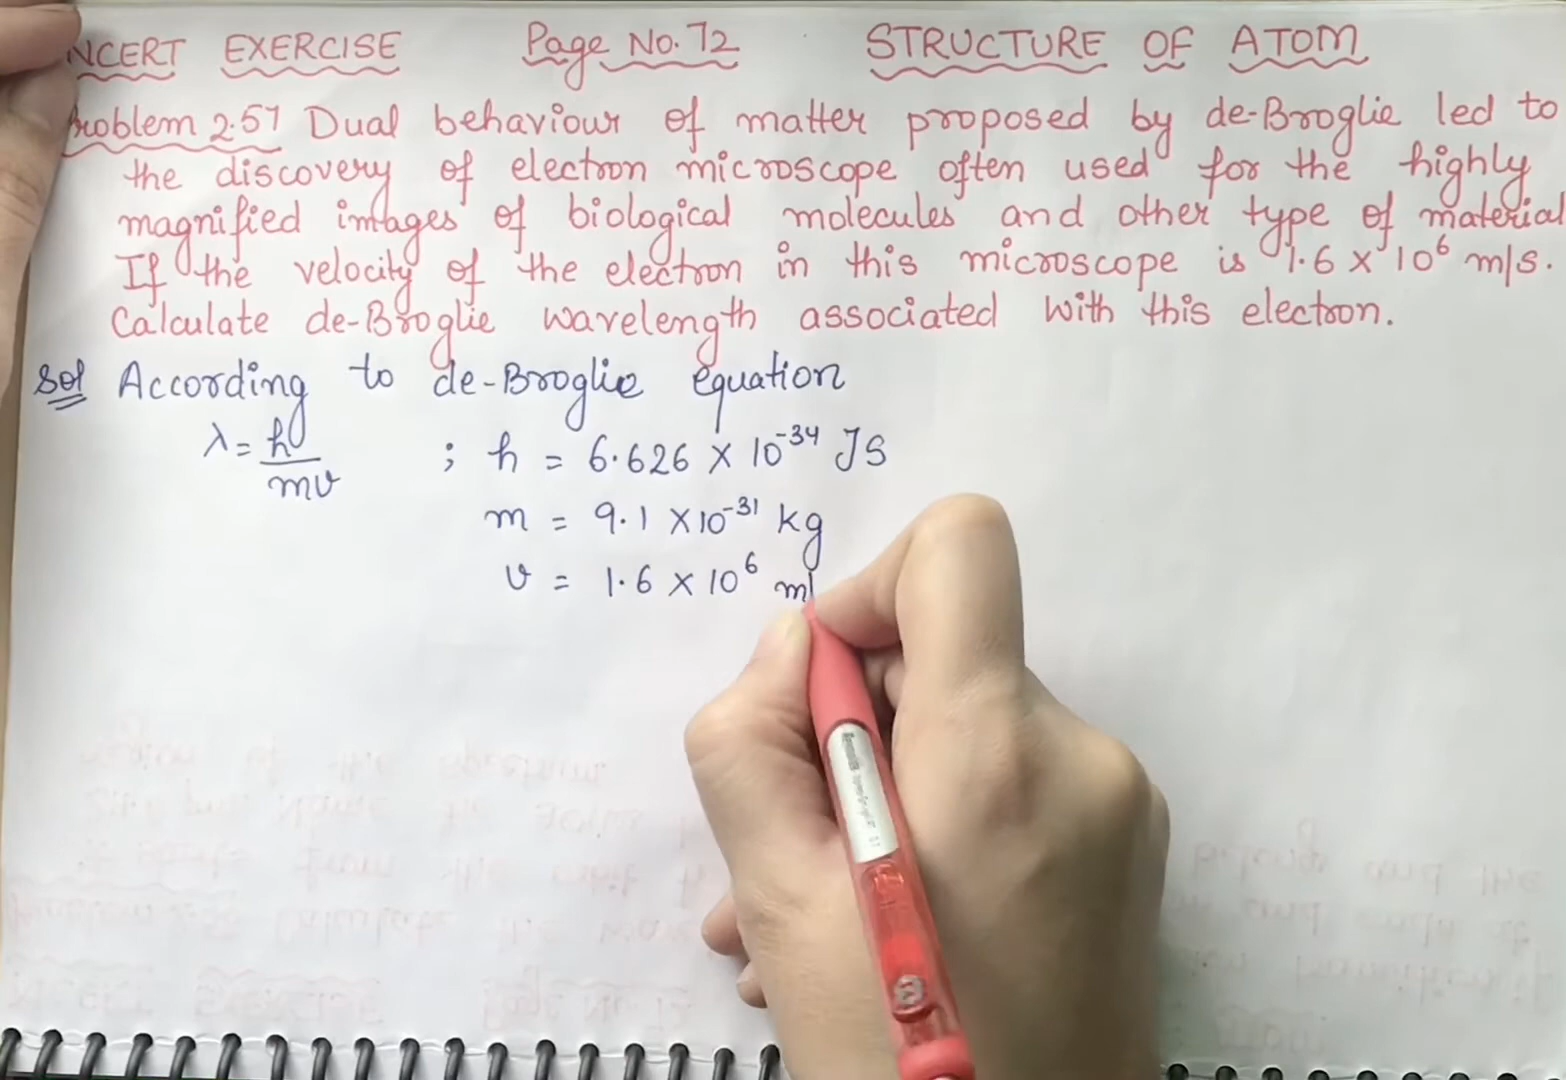 NCERT EXERCISE Page No. 72 STRUCTURE OF ATOM
Problem 2.57 Dual behaviour of matter proposed by de-Broglie led to
the discovery of electron microscope often used for the highly
magnified images of biological molecules and other type of material
If the velocity of the electron in this microscope is 1.6 × 10⁶ m/s.
Calculate de-Broglie wavelength associated with this electron.
Sol According to de-Broglie equation
λ = h/mv ; h = 6.626 × 10⁻³⁴ JS
m = 9.1 × 10⁻³¹ kg
v = 1.6 × 10⁶ m/